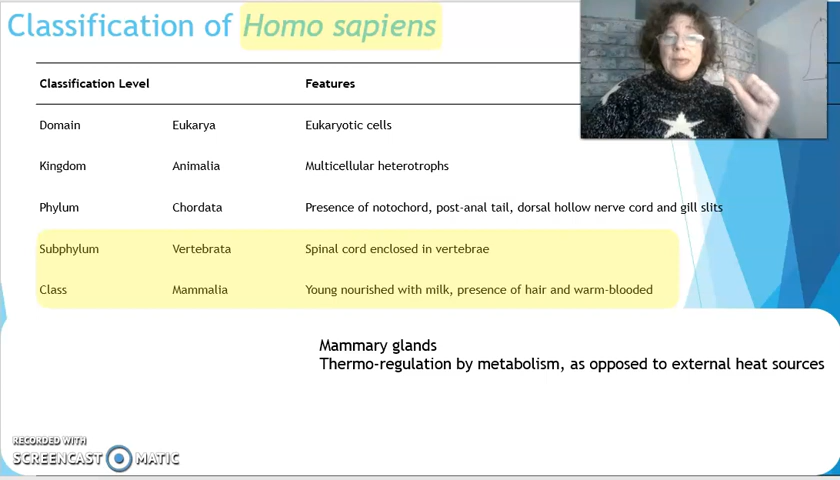 Classification of Homo sapiens
Classification Level Features
Domain Eukarya Eukaryotic cells
Kingdom Animalia Multicellular heterotrophs
Phylum Chordata Presence of notochord, post-anal tail, dorsal hollow nerve cord and gill slits
Subphylum Vertebrata Spinal cord enclosed in vertebrae
Class Mammalia Young nourished with milk, presence of hair and warm-blooded
Mammary glands
Thermo-regulation by metabolism, as opposed to external heat sources
RECORDED WITH
SCREENCAST MATIC